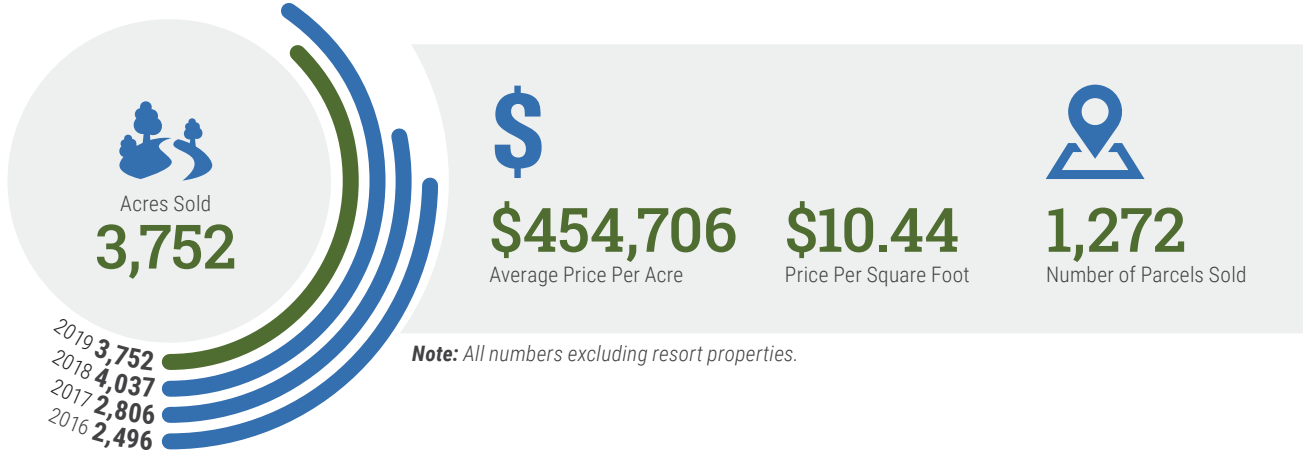 Acres Sold
3,752
2019 3,752
2018 4,037
2017 2,806
2016 2,496
$
$454,706
Average Price Per Acre
$10.44
Price Per Square Foot
1,272
Number of Parcels Sold
Note: All numbers excluding resort properties.